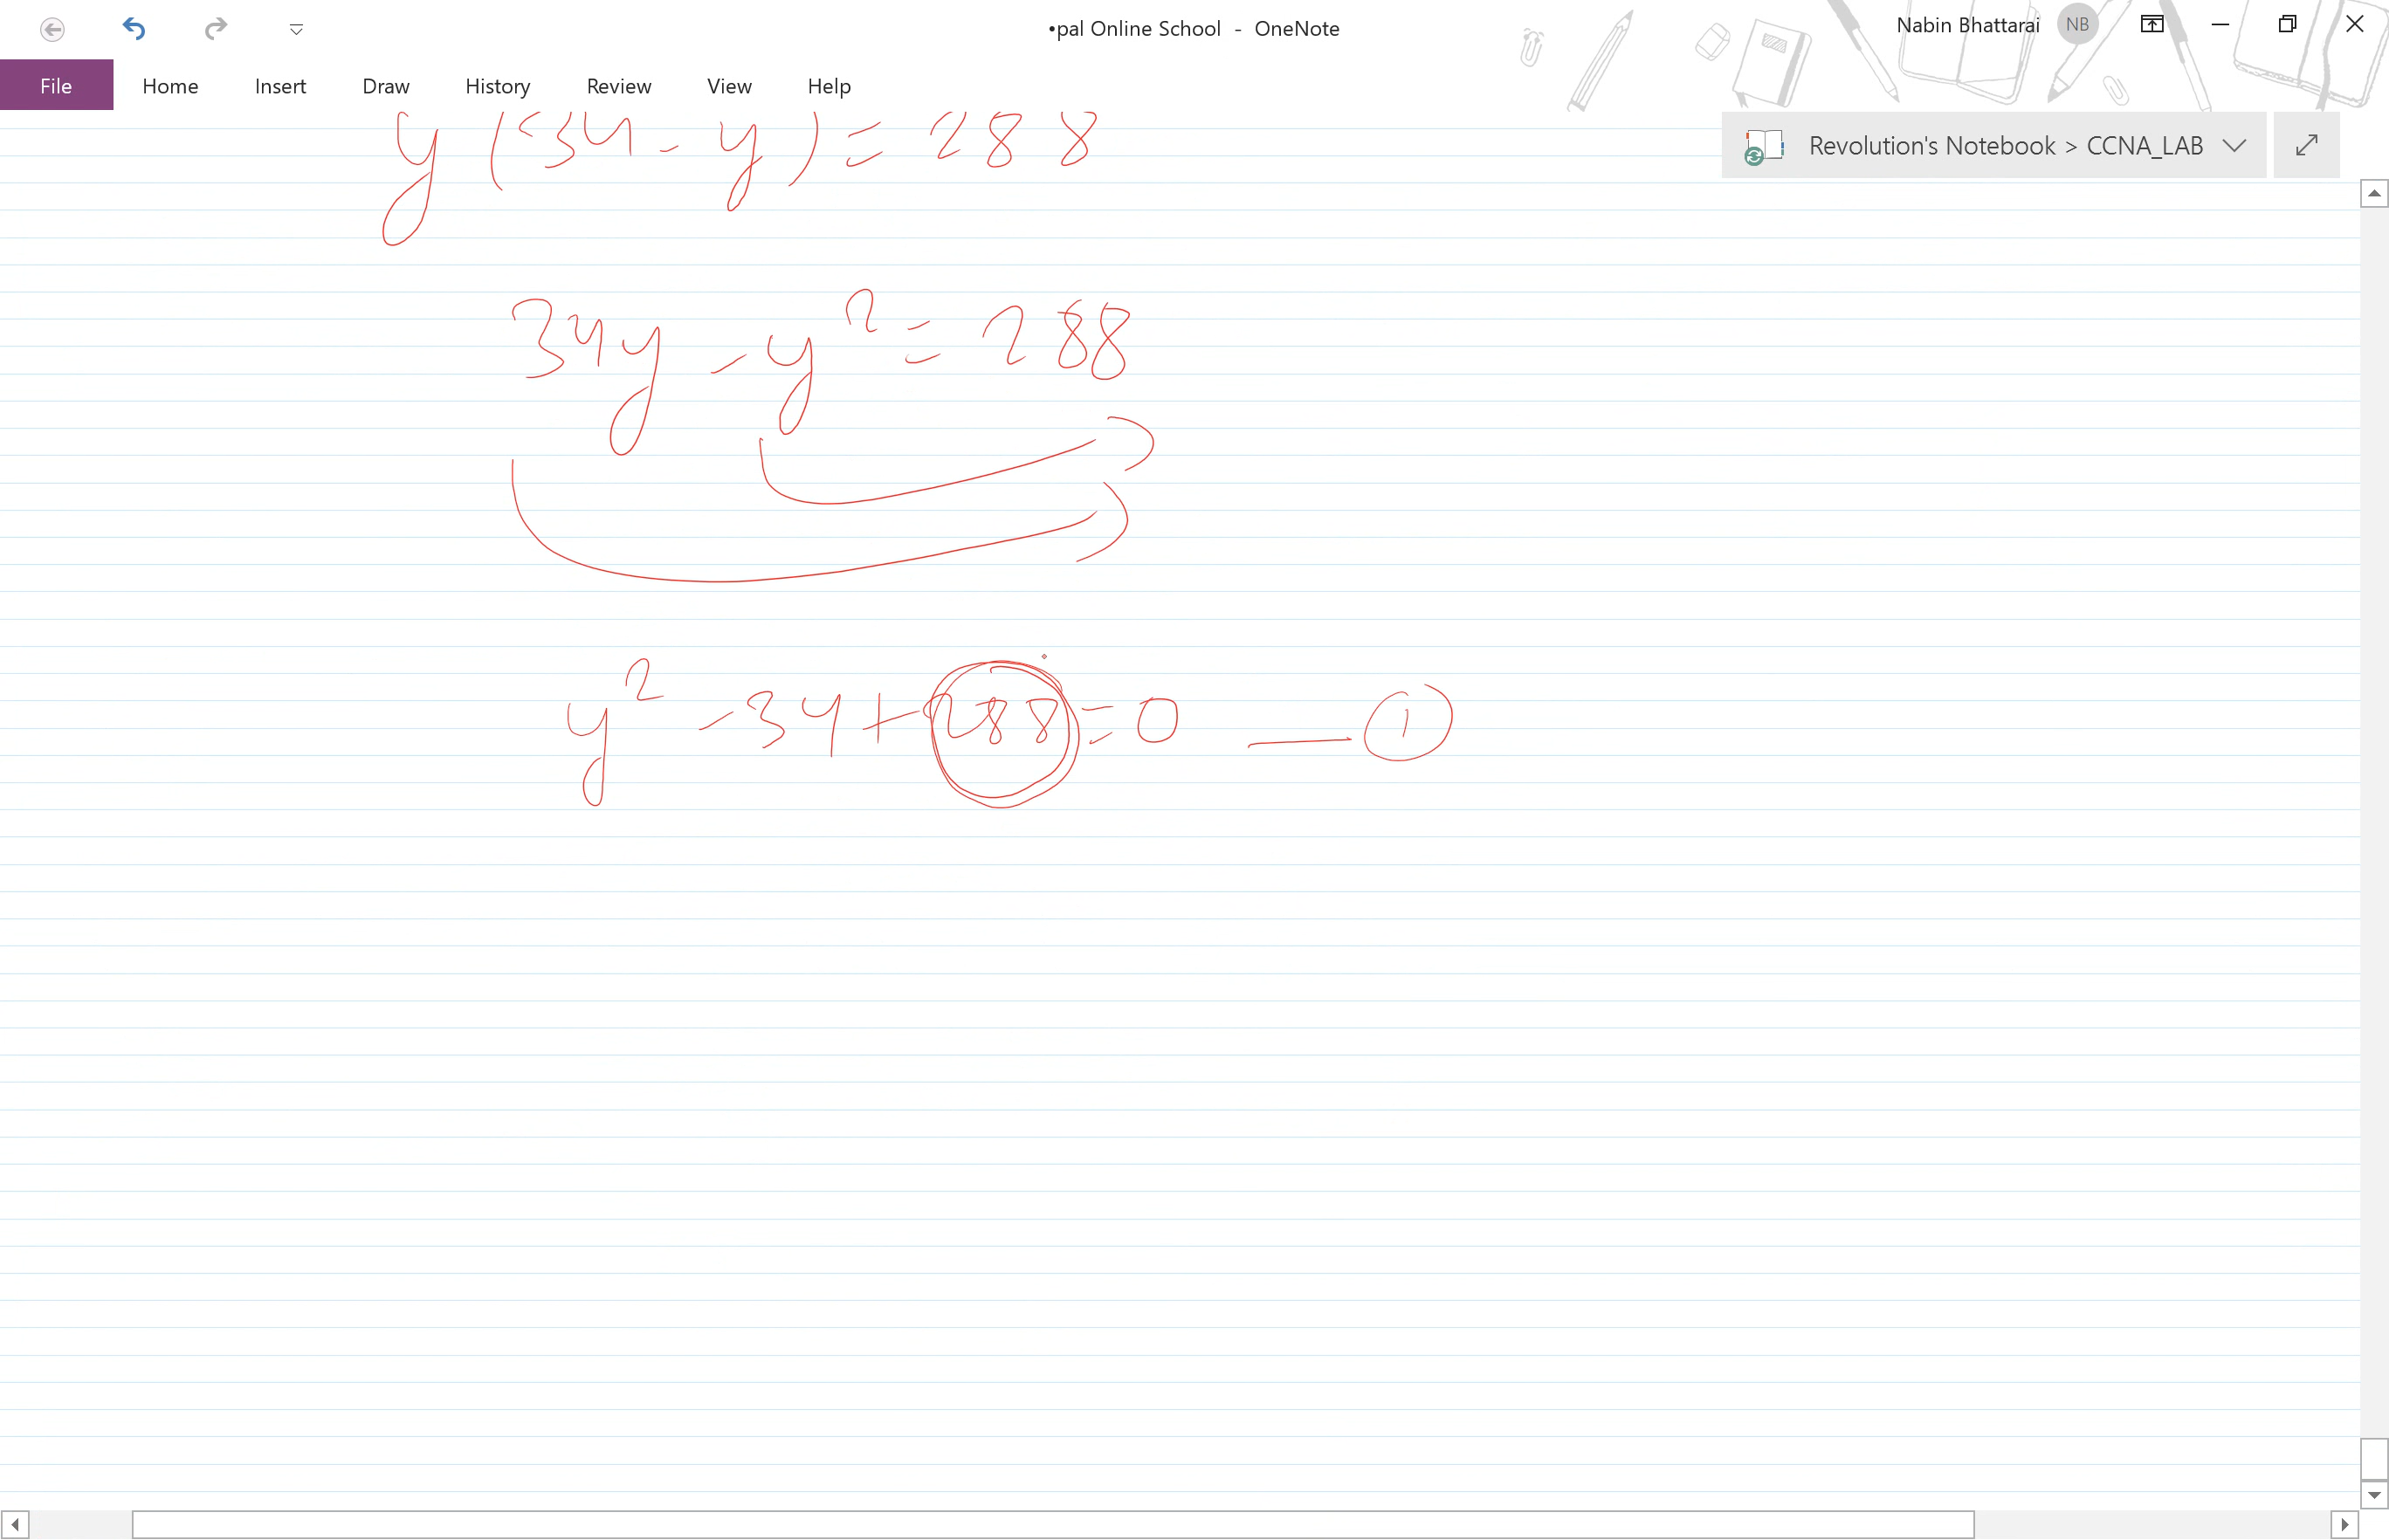 •pal Online School - OneNote
Nabin Bhattarai NB
File Home Insert Draw History Review View Help
Revolution's Notebook > CCNA_LAB
y (34 - y) = 288
34y - y² = 288
y² - 34 + 288 = 0 — ①